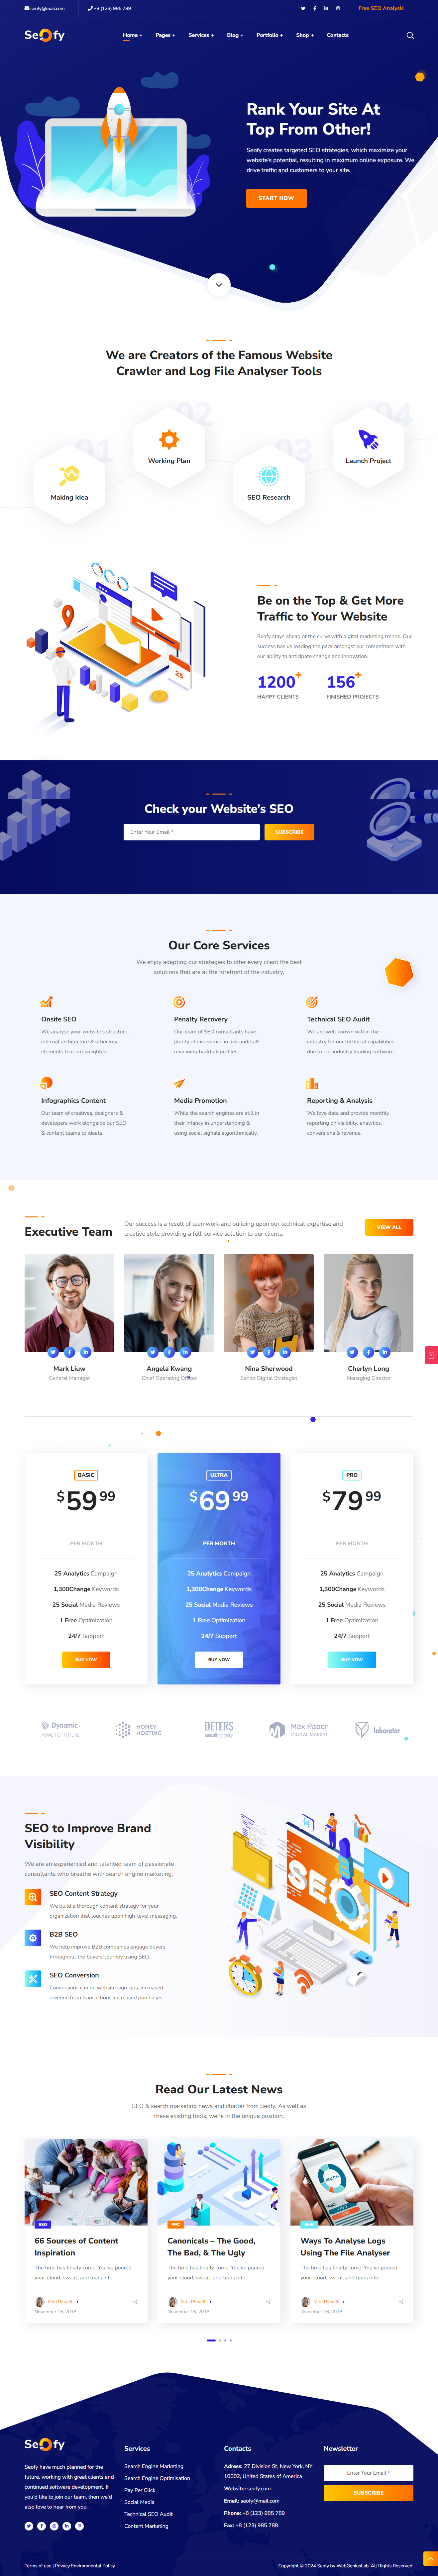 seofy@mail.com
+8 (123) 985 789
Free SEO Analysis
Seofy
Home +
Pages +
Services +
Blog +
Portfolio +
Shop +
Contacts
Rank Your Site At
Top From Other!
Seofy creates targeted SEO strategies, which maximize your
website's potential, resulting in maximum online exposure. We
drive traffic and customers to your site.
START NOW
We are Creators of the Famous Website
Crawler and Log File Analyser Tools
01
Making Idea
02
Working Plan
03
SEO Research
04
Launch Project
Be on the Top & Get More
Traffic to Your Website
Seofy stays ahead of the curve with digital marketing trends. Our
success has us leading the pack amongst our competitors with
our ability to anticipate change and innovation.
1200+
HAPPY CLIENTS
156+
FINISHED PROJECTS
Check your Website's SEO
Enter Your Email *
SUBSCRIBE
Our Core Services
We enjoy adapting our strategies to offer every client the best
solutions that are at the forefront of the industry.
Onsite SEO
We analyse your website's structure,
internal architecture & other key
elements that are weighted.
Penalty Recovery
Our team of SEO consultants have
plenty of experience in link audits &
reviewing backlink profiles.
Technical SEO Audit
We are well known within the
industry for our technical capabilities
due to our industry leading software.
Infographics Content
Our team of creatives, designers &
developers work alongside our SEO
& content teams to ideate.
Media Promotion
While the search engines are still in
their infancy in understanding &
using social signals algorithmically.
Reporting & Analysis
We love data and provide monthly
reporting on visibility, analytics,
conversions & revenue.
Executive Team
Our success is a result of teamwork and building upon our technical expertise and
creative style providing a full-service solution to our clients.
VIEW ALL
Mark Liuw
General Manager
Angela Kwang
Chief Operating Officer
Nina Sherwood
Senior Digital Strategist
Cherlyn Long
Managing Director
BASIC
$59 99
PER MONTH
25 Analytics Campaign
1,300Change Keywords
25 Social Media Reviews
1 Free Optimization
24/7 Support
BUY NOW
ULTRA
$69 99
PER MONTH
25 Analytics Campaign
1,300Change Keywords
25 Social Media Reviews
1 Free Optimization
24/7 Support
BUY NOW
PRO
$79 99
PER MONTH
25 Analytics Campaign
1,300Change Keywords
25 Social Media Reviews
1 Free Optimization
24/7 Support
BUY NOW
Dynamic.
POWER OF FUTURE
HONEY
HOSTING
DETERS
consulting group
Max Paper
DIGITAL MARKET
laborator
SEO to Improve Brand
Visibility
We are an experienced and talented team of passionate
consultants who breathe with search engine marketing.
SEO Content Strategy
We build a thorough content strategy for your
organization that touches upon high-level messaging.
B2B SEO
We help improve B2B companies engage buyers
throughout the buyers' journey using SEO.
SEO Conversion
Conversions can be website sign-ups, increased
revenue from transactions, increased purchases.
SEO
Read Our Latest News
SEO & search marketing news and chatter from Seofy. As well as
these existing tools, we're in the unique position.
SEO
66 Sources of Content
Inspiration
The time has finally come. You've poured
your blood, sweat, and tears into...
Mira Powell
November 16, 2018
PPC
Canonicals – The Good,
The Bad, & The Ugly
The time has finally come. You've poured
your blood, sweat, and tears into...
Mira Powell
November 16, 2018
Ways To Analyse Logs
Using The File Analyser
The time has finally come. You've poured
your blood, sweat, and tears into...
Mira Powell
November 16, 2018
Seofy
Seofy have much planned for the
future, working with great clients and
continued software development. If
you'd like to join our team, then we'd
also love to hear from you.
Services
Search Engine Marketing
Search Engine Optimisation
Pay Per Click
Social Media
Technical SEO Audit
Content Marketing
Contacts
Adress: 27 Division St, New York, NY
10002, United States of America
Website: seofy.com
Email: seofy@mail.com
Phone: +8 (123) 985 789
Fax: +8 (123) 985 788
Newsletter
Enter Your Email *
SUBSCRIBE
Terms of use | Privacy Environmental Policy
Copyright © 2024 Seofy by WebGeniusLab. All Rights Reserved.